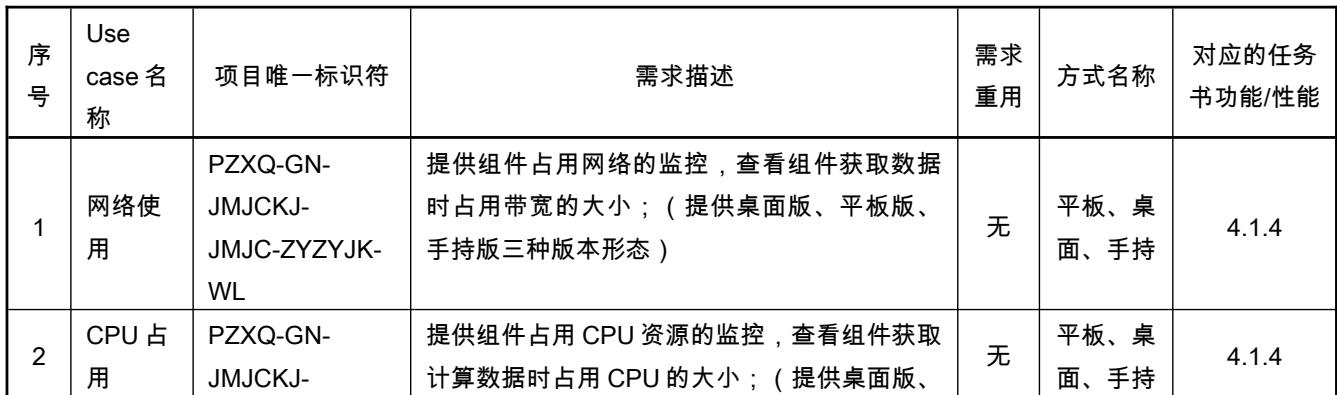 序号
Use case 名称
项目唯一标识符
需求描述
需求重用
方式名称
对应的任务书功能/性能
1
网络使用
PZXQ-GN-
JMJCKJ-
JMJC-ZYZYJK-
WL
提供组件占用网络的监控，查看组件获取数据
时占用带宽的大小；（提供桌面版、平板版、
手持版三种版本形态）
无
平板、桌
面、手持
4.1.4
2
CPU 占用
PZXQ-GN-
JMJCKJ-
提供组件占用 CPU 资源的监控，查看组件获取
计算数据时占用 CPU 的大小；（提供桌面版、
无
平板、桌
面、手持
4.1.4